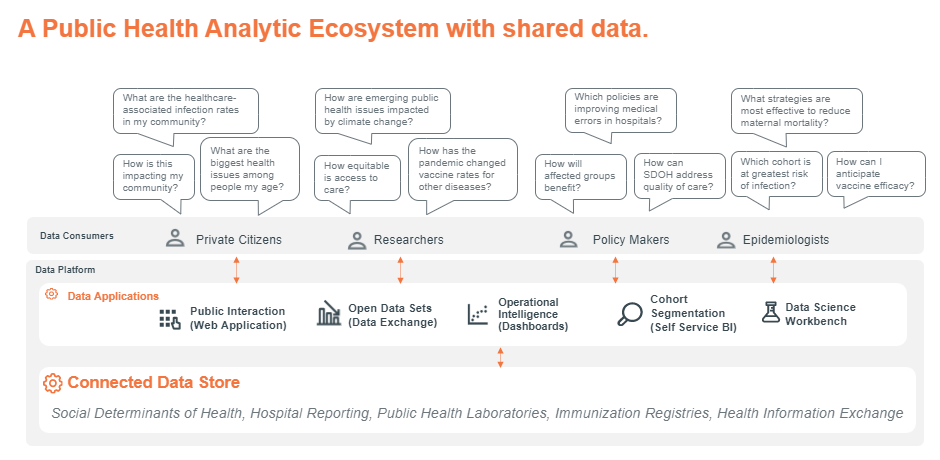 A Public Health Analytic Ecosystem with shared data.
What are the healthcare-
associated infection rates
in my community?
How is this
impacting my
community?
What are the
biggest health
issues among
people my age?
How are emerging public
health issues impacted
by climate change?
How equitable
is access to
care?
How has the
pandemic changed
vaccine rates for
other diseases?
Which policies are
improving medical
errors in hospitals?
How will
affected groups
benefit?
How can
SDOH address
quality of care?
What strategies are
most effective to reduce
maternal mortality?
Which cohort is
at greatest risk
of infection?
How can I
anticipate
vaccine efficacy?
Data Consumers
Private Citizens
Researchers
Policy Makers
Epidemiologists
Data Platform
Data Applications
Public Interaction
(Web Application)
Open Data Sets
(Data Exchange)
Operational
Intelligence
(Dashboards)
Cohort
Segmentation
(Self Service BI)
Data Science
Workbench
Connected Data Store
Social Determinants of Health, Hospital Reporting, Public Health Laboratories, Immunization Registries, Health Information Exchange